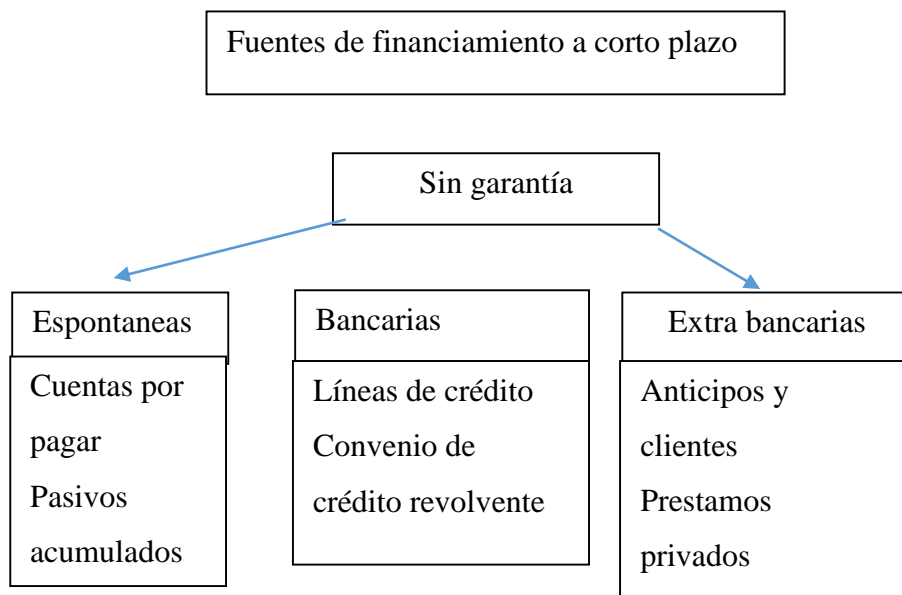 Fuentes de financiamiento a corto plazo
Sin garantía
Espontaneas
Cuentas por
pagar
Pasivos
acumulados
Bancarias
Líneas de crédito
Convenio de
crédito revolvente
Extra bancarias
Anticipos y
clientes
Prestamos
privados